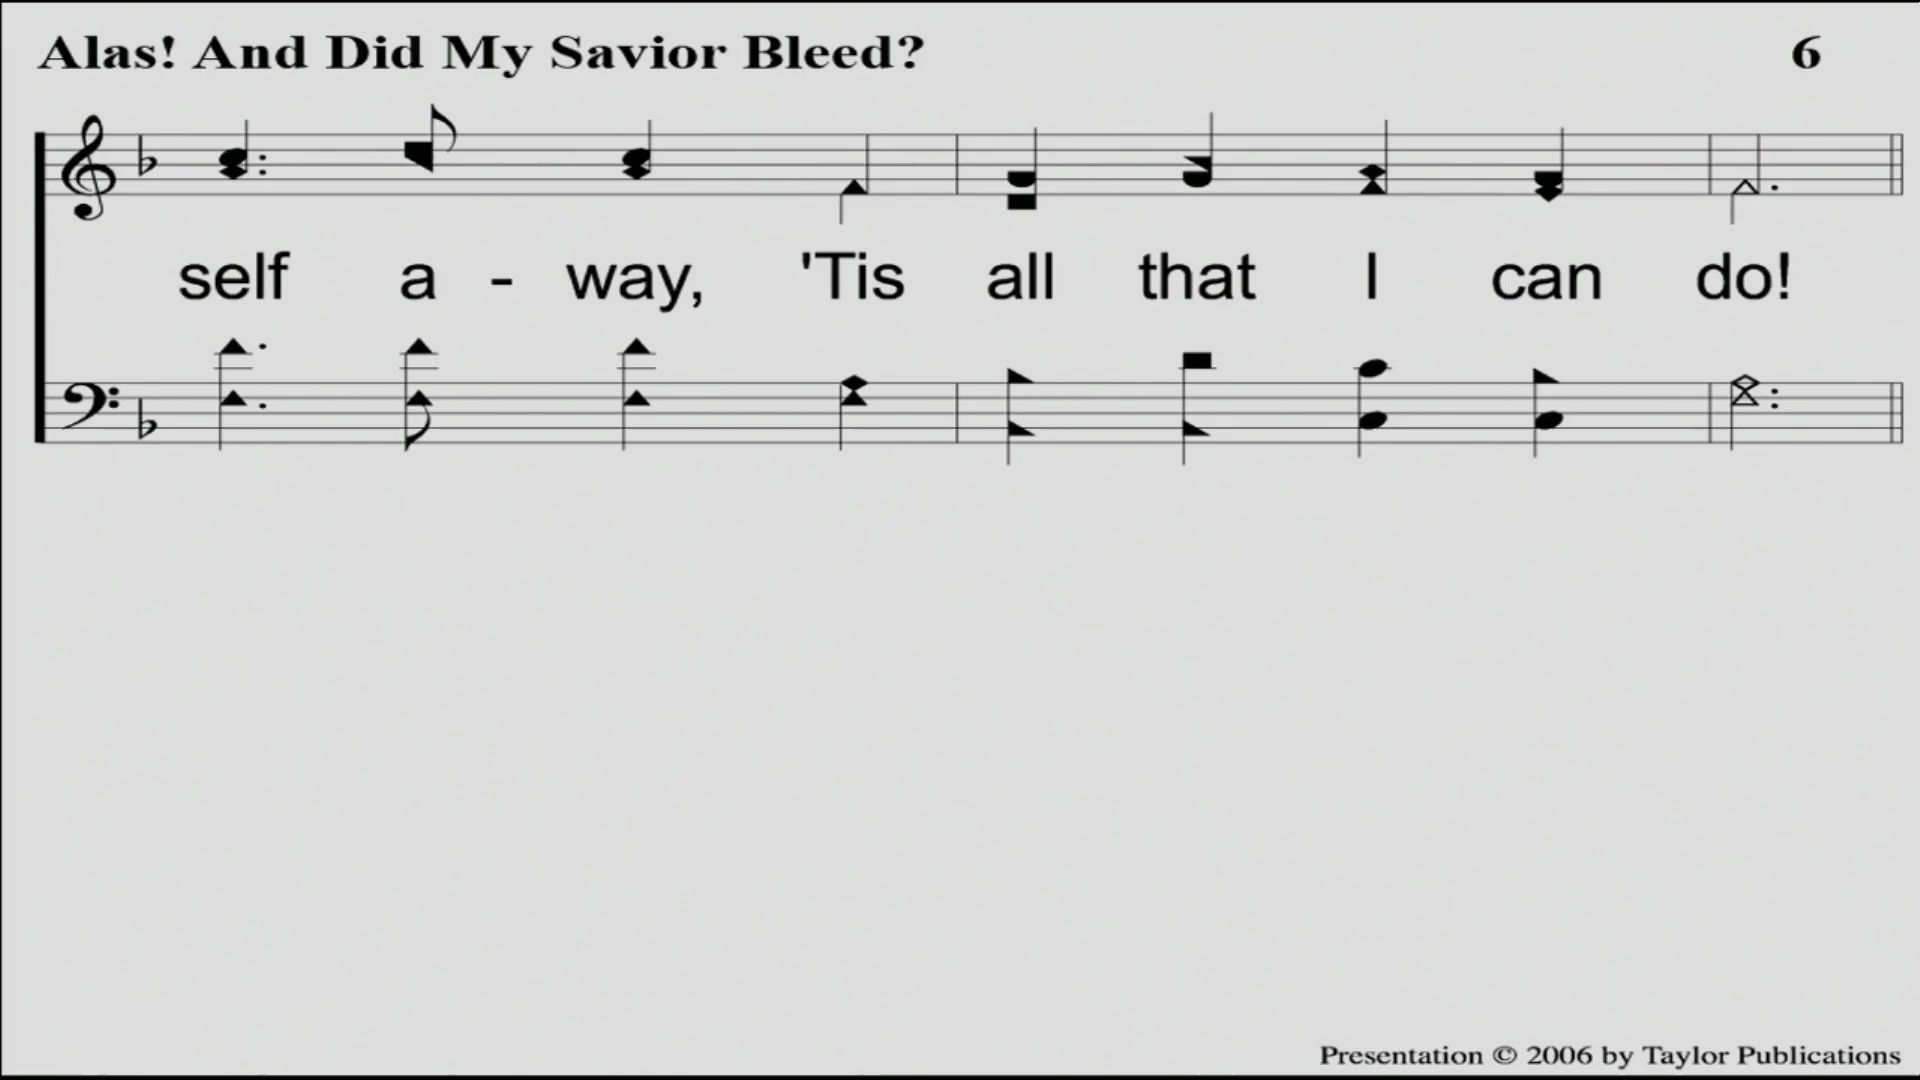 Alas! And Did My Savior Bleed? 6
self a - way, 'Tis all that I can do!
Presentation © 2006 by Taylor Publications